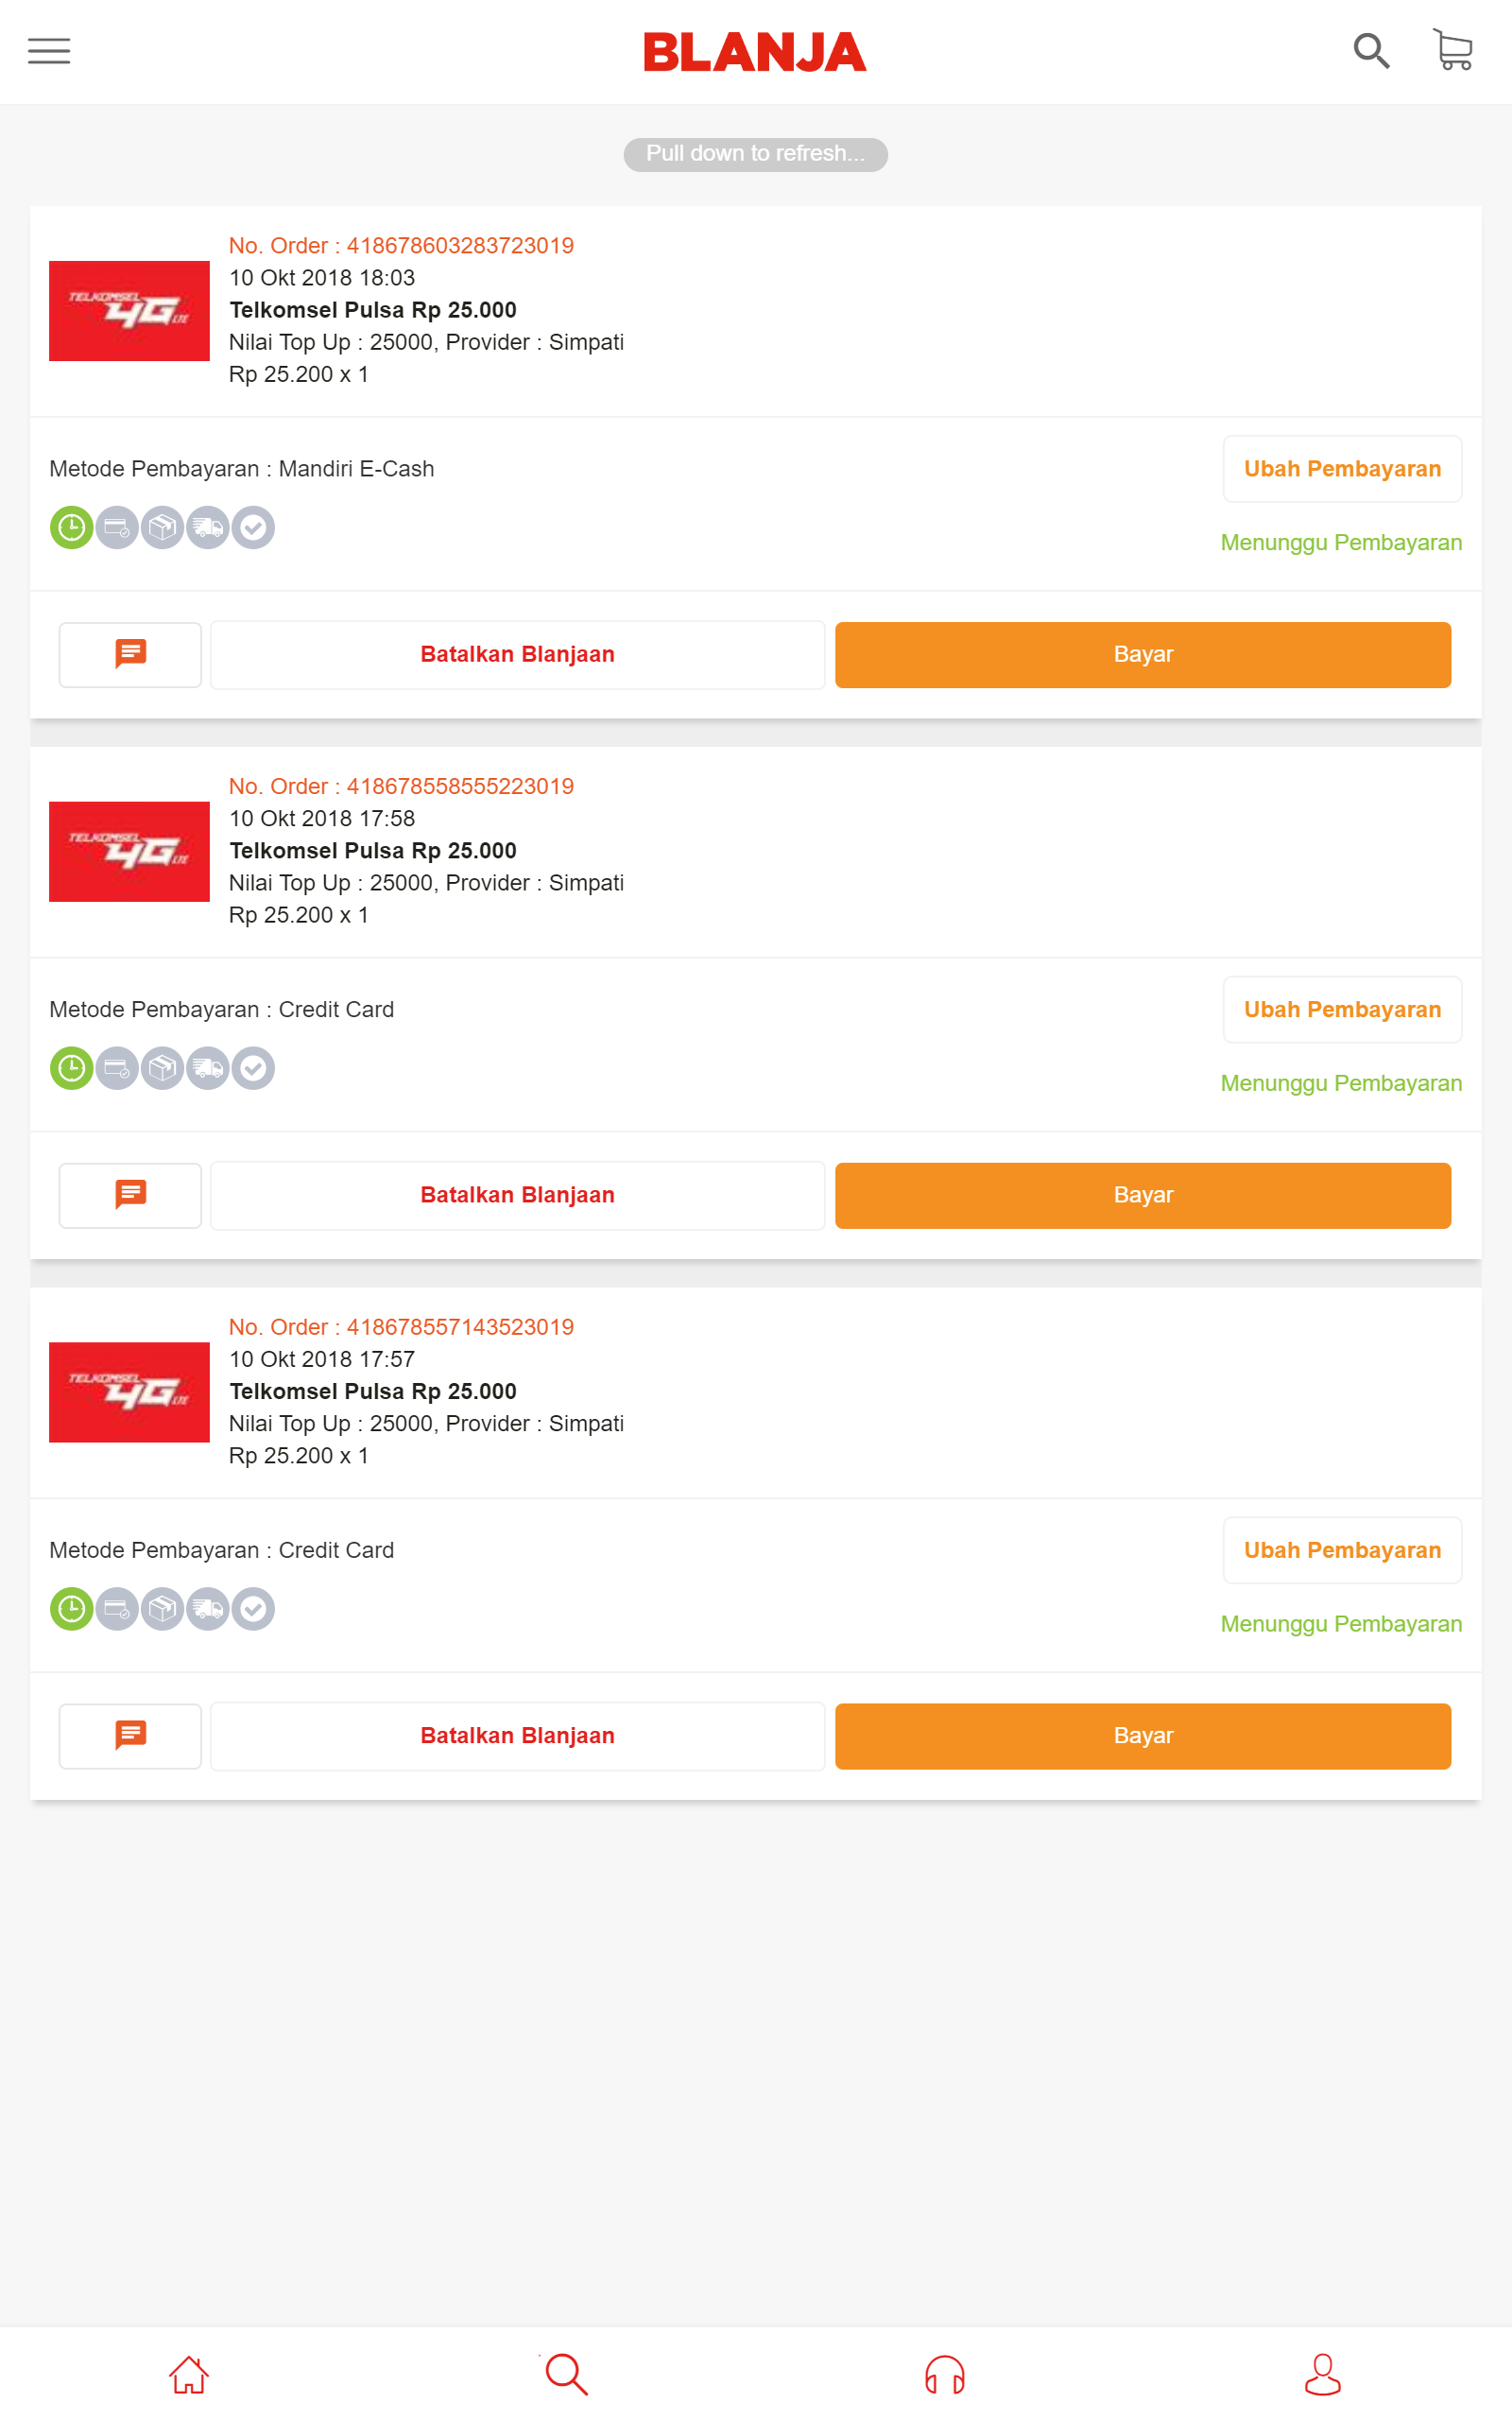 BLANJA
Pull down to refresh...
No. Order : 418678603283723019
10 Okt 2018 18:03
TELKOMSEL
4G LTE
Telkomsel Pulsa Rp 25.000
Nilai Top Up : 25000, Provider : Simpati
Rp 25.200 x 1
Metode Pembayaran : Mandiri E-Cash
Ubah Pembayaran
Menunggu Pembayaran
Batalkan Blanjaan
Bayar
No. Order : 418678558555223019
10 Okt 2018 17:58
TELKOMSEL
4G LTE
Telkomsel Pulsa Rp 25.000
Nilai Top Up : 25000, Provider : Simpati
Rp 25.200 x 1
Metode Pembayaran : Credit Card
Ubah Pembayaran
Menunggu Pembayaran
Batalkan Blanjaan
Bayar
No. Order : 418678557143523019
10 Okt 2018 17:57
TELKOMSEL
4G LTE
Telkomsel Pulsa Rp 25.000
Nilai Top Up : 25000, Provider : Simpati
Rp 25.200 x 1
Metode Pembayaran : Credit Card
Ubah Pembayaran
Menunggu Pembayaran
Batalkan Blanjaan
Bayar